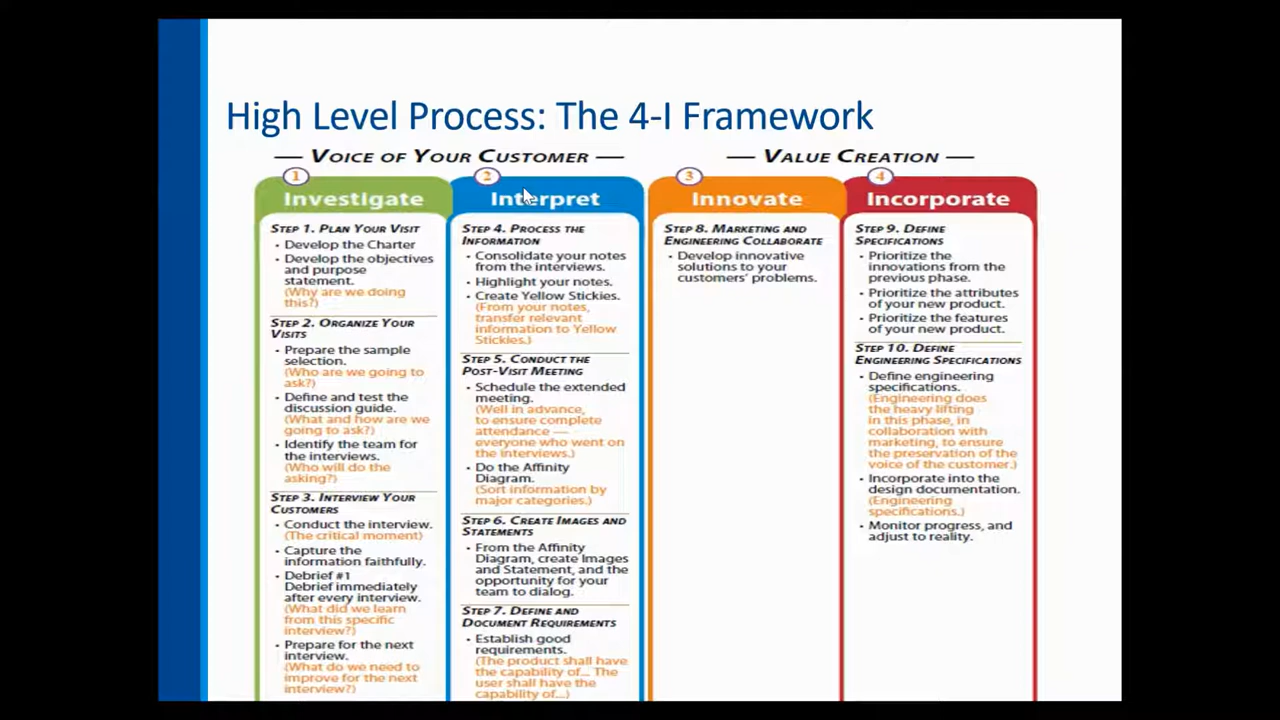 High Level Process: The 4-I Framework
— VOICE OF YOUR CUSTOMER —
1
Investigate
STEP 1. PLAN YOUR VISIT
· Develop the Charter
· Develop the objectives
and purpose
statement.
(Why are we doing
this?)
STEP 2. ORGANIZE YOUR
VISITS
· Prepare the sample
selection.
(Who are we going to
ask?)
· Define and test the
discussion guide.
(What and how are we
going to ask?)
· Identify the team for
the interviews.
(Who will do the
asking?)
STEP 3. INTERVIEW YOUR
CUSTOMERS
· Conduct the interview.
(The critical moment)
· Capture the
information faithfully.
· Debrief #1
Debrief immediately
after every interview.
(What did we learn
from this specific
interview?)
· Prepare for the next
interview.
(What do we need to
improve for the next
interview?)
2
Interpret
STEP 4. PROCESS THE
INFORMATION
· Consolidate your notes
from the interviews.
· Highlight your notes.
· Create Yellow Stickies.
(From your notes,
transfer relevant
information to Yellow
Stickies.)
STEP 5. CONDUCT THE
POST-VISIT MEETING
· Schedule the extended
meeting.
(Well in advance,
to ensure complete
attendance —
everyone who went on
the interviews.)
· Do the Affinity
Diagram.
(Sort information by
major categories.)
STEP 6. CREATE IMAGES AND
STATEMENTS
· From the Affinity
Diagram, create Images
and Statement, and the
opportunity for your
team to dialog.
STEP 7. DEFINE AND
DOCUMENT REQUIREMENTS
· Establish good
requirements.
(The product shall have
the capability of... The
user shall have the
capability of...)
— VALUE CREATION —
3
Innovate
STEP 8. MARKETING AND
ENGINEERING COLLABORATE
· Develop innovative
solutions to your
customers' problems.
4
Incorporate
STEP 9. DEFINE
SPECIFICATIONS
· Prioritize the
innovations from the
previous phase.
· Prioritize the attributes
of your new product.
· Prioritize the features
of your new product.
STEP 10. DEFINE
ENGINEERING SPECIFICATIONS
· Define engineering
specifications.
(Engineering does
the heavy lifting
in this phase, in
collaboration with
marketing, to ensure
the preservation of the
voice of the customer.)
· Incorporate into the
design documentation.
(Engineering
specifications.)
· Monitor progress, and
adjust to reality.